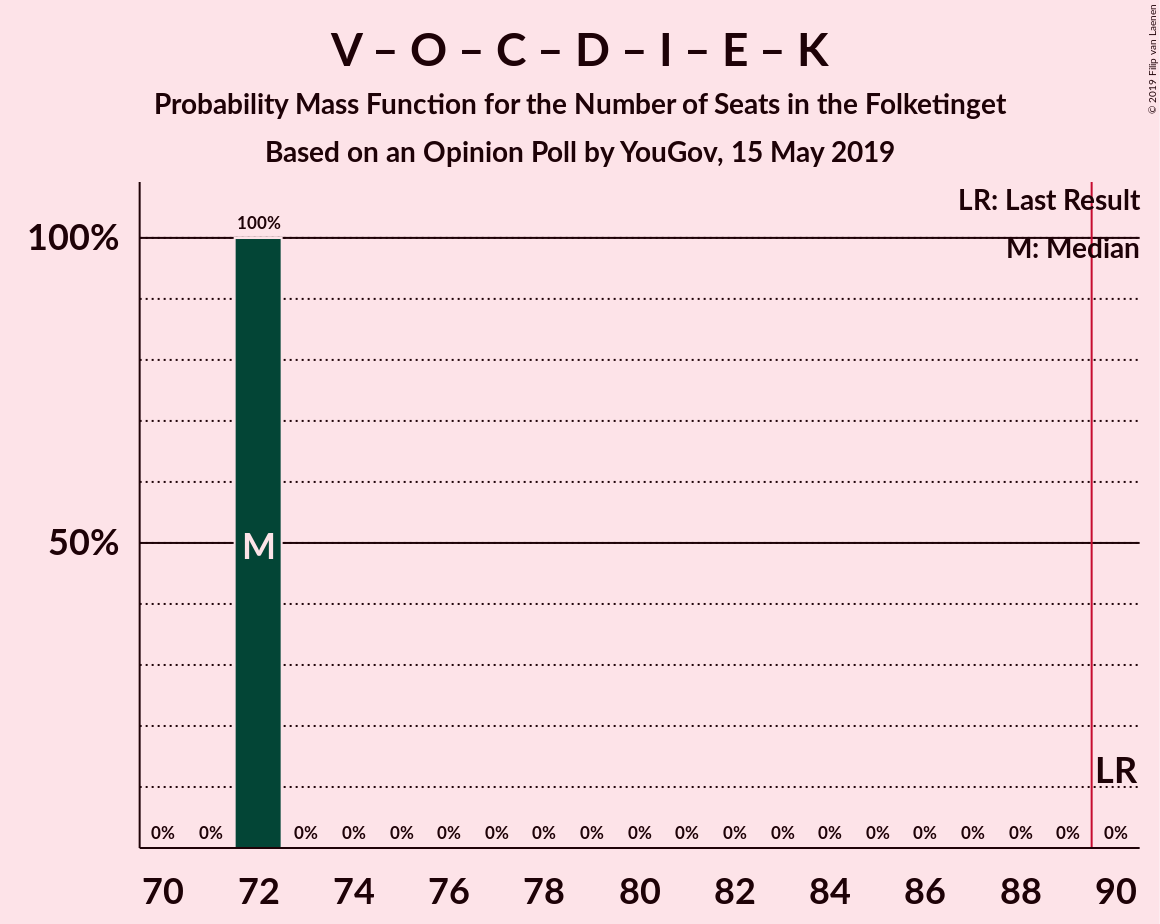 V – O – C – D – I – E – K
Probability Mass Function for the Number of Seats in the Folketinget
Based on an Opinion Poll by YouGov, 15 May 2019
© 2019 Filip van Laenen
LR: Last Result
M: Median
100%
100%
50%
M
LR
0% 0% 0% 0% 0% 0% 0% 0% 0% 0% 0% 0% 0% 0% 0% 0% 0% 0% 0% 0%
70 72 74 76 78 80 82 84 86 88 90